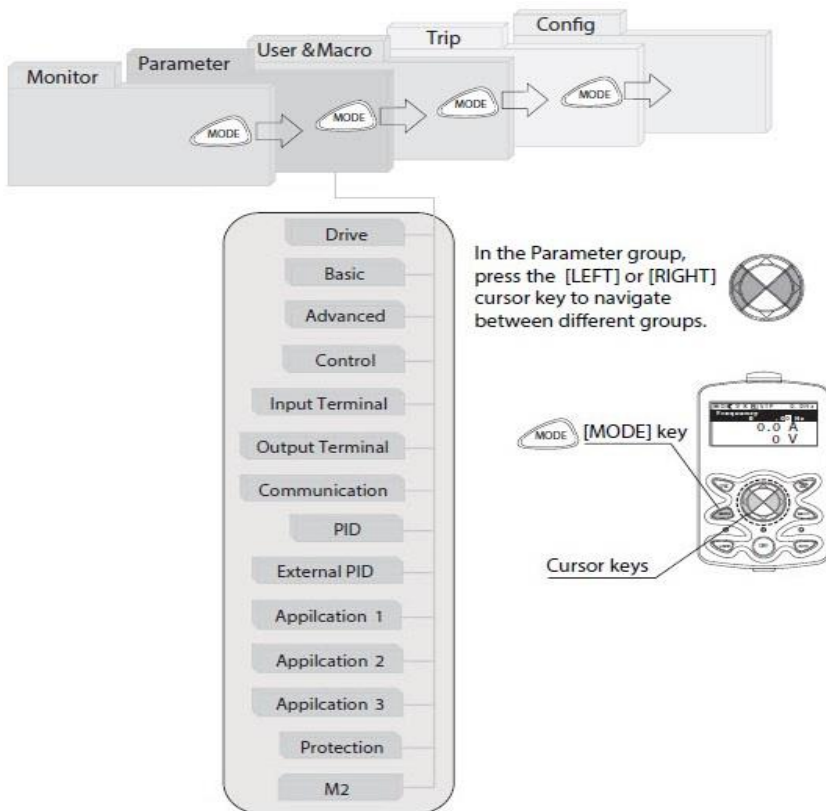 Config
Trip
User & Macro
Parameter
Monitor
MODE
MODE
MODE
MODE
Drive
Basic
Advanced
Control
Input Terminal
Output Terminal
Communication
PID
External PID
Appilcation 1
Appilcation 2
Appilcation 3
Protection
M2
In the Parameter group,
press the [LEFT] or [RIGHT]
cursor key to navigate
between different groups.
MODE [MODE] key
Frequency
0.0 A
0 V
Cursor keys